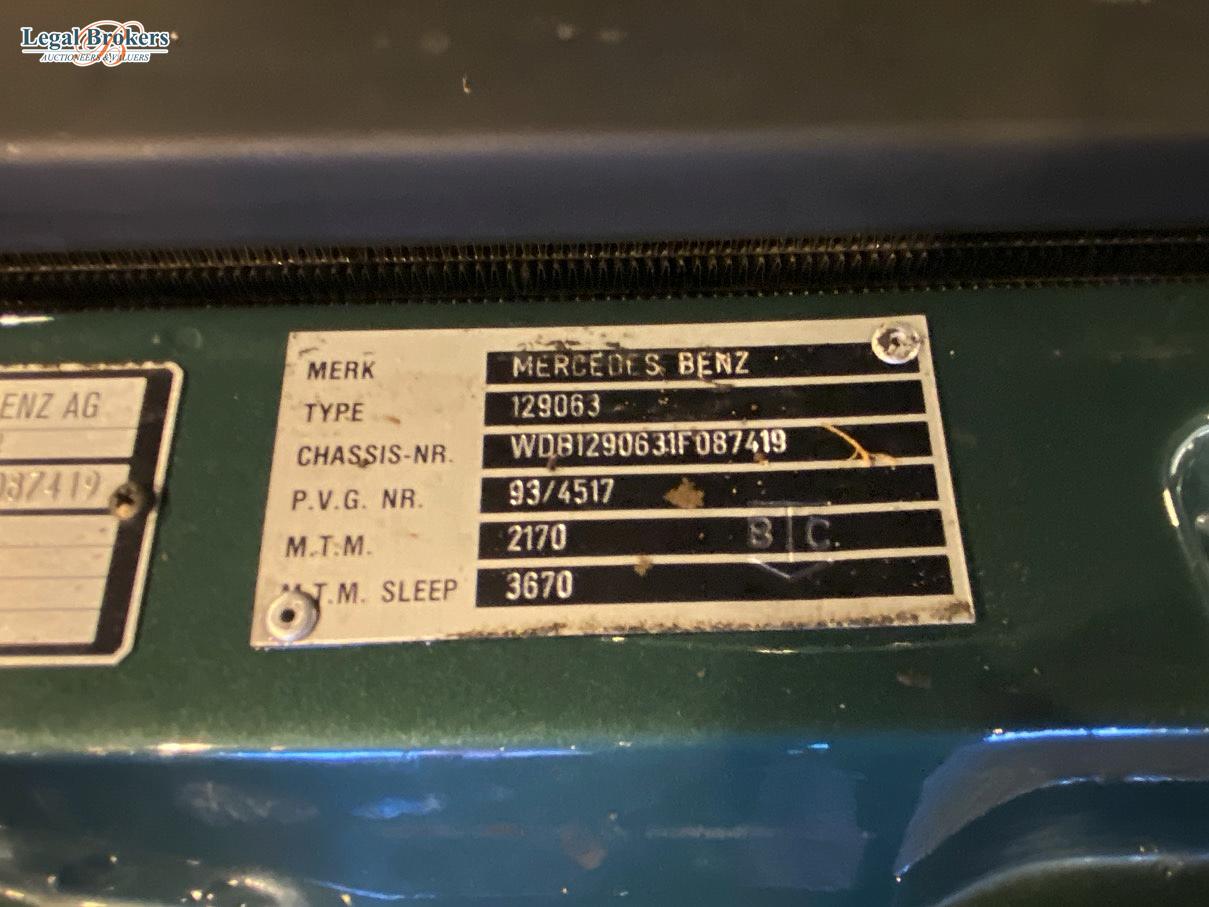 Legal Brokers
AUCTIONEERS & VALUERS
ENZ AG
087419
MERK MERCEDES BENZ
TYPE 129063
CHASSIS-NR. WDB1290631F087419
P.V.G. NR. 93/4517
M.T.M. 2170 B C
M.T.M. SLEEP 3670